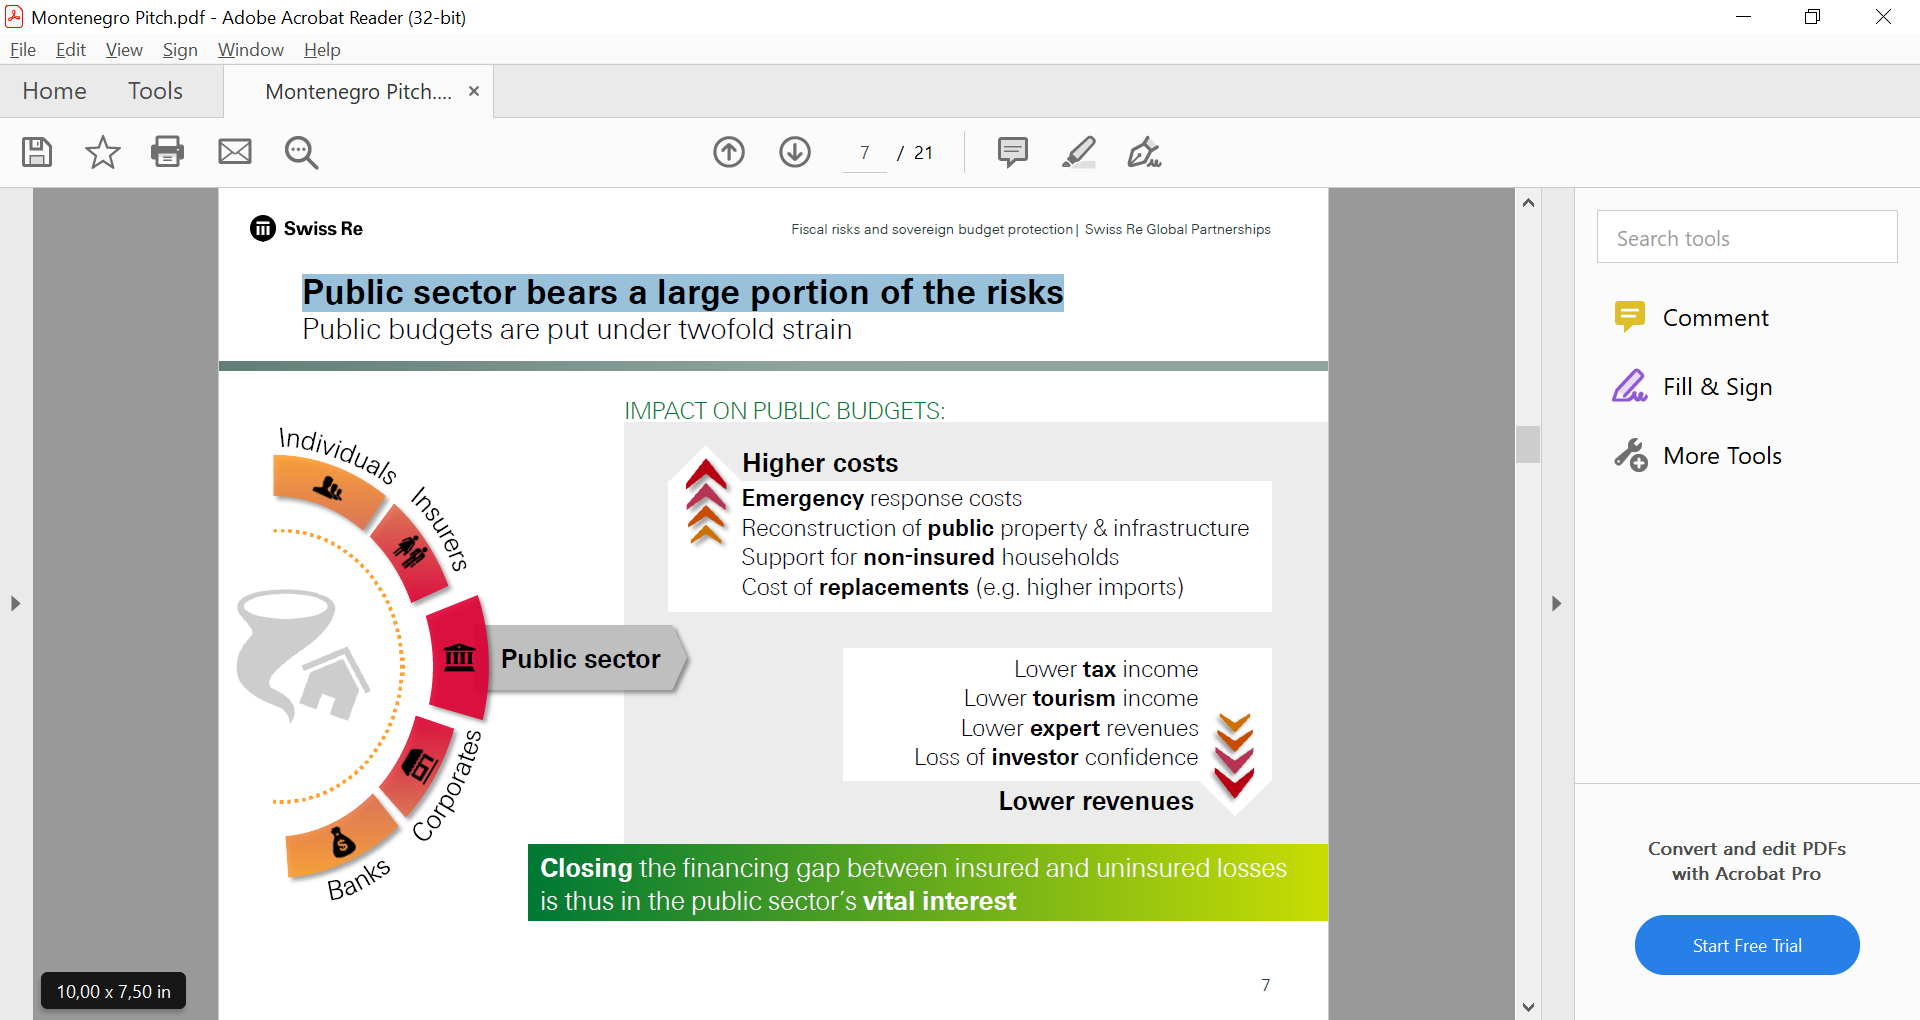 Montenegro Pitch.pdf - Adobe Acrobat Reader (32-bit)
File Edit View Sign Window Help
Home Tools Montenegro Pitch.... ×
7 / 21
Swiss Re
Fiscal risks and sovereign budget protection| Swiss Re Global Partnerships
Public sector bears a large portion of the risks
Public budgets are put under twofold strain
IMPACT ON PUBLIC BUDGETS:
Individuals
Insurers
Public sector
Corporates
Banks
Higher costs
Emergency response costs
Reconstruction of public property & infrastructure
Support for non-insured households
Cost of replacements (e.g. higher imports)
Lower tax income
Lower tourism income
Lower expert revenues
Loss of investor confidence
Lower revenues
Closing the financing gap between insured and uninsured losses
is thus in the public sector´s vital interest
7
10,00 x 7,50 in
Search tools
Comment
Fill & Sign
More Tools
Convert and edit PDFs
with Acrobat Pro
Start Free Trial